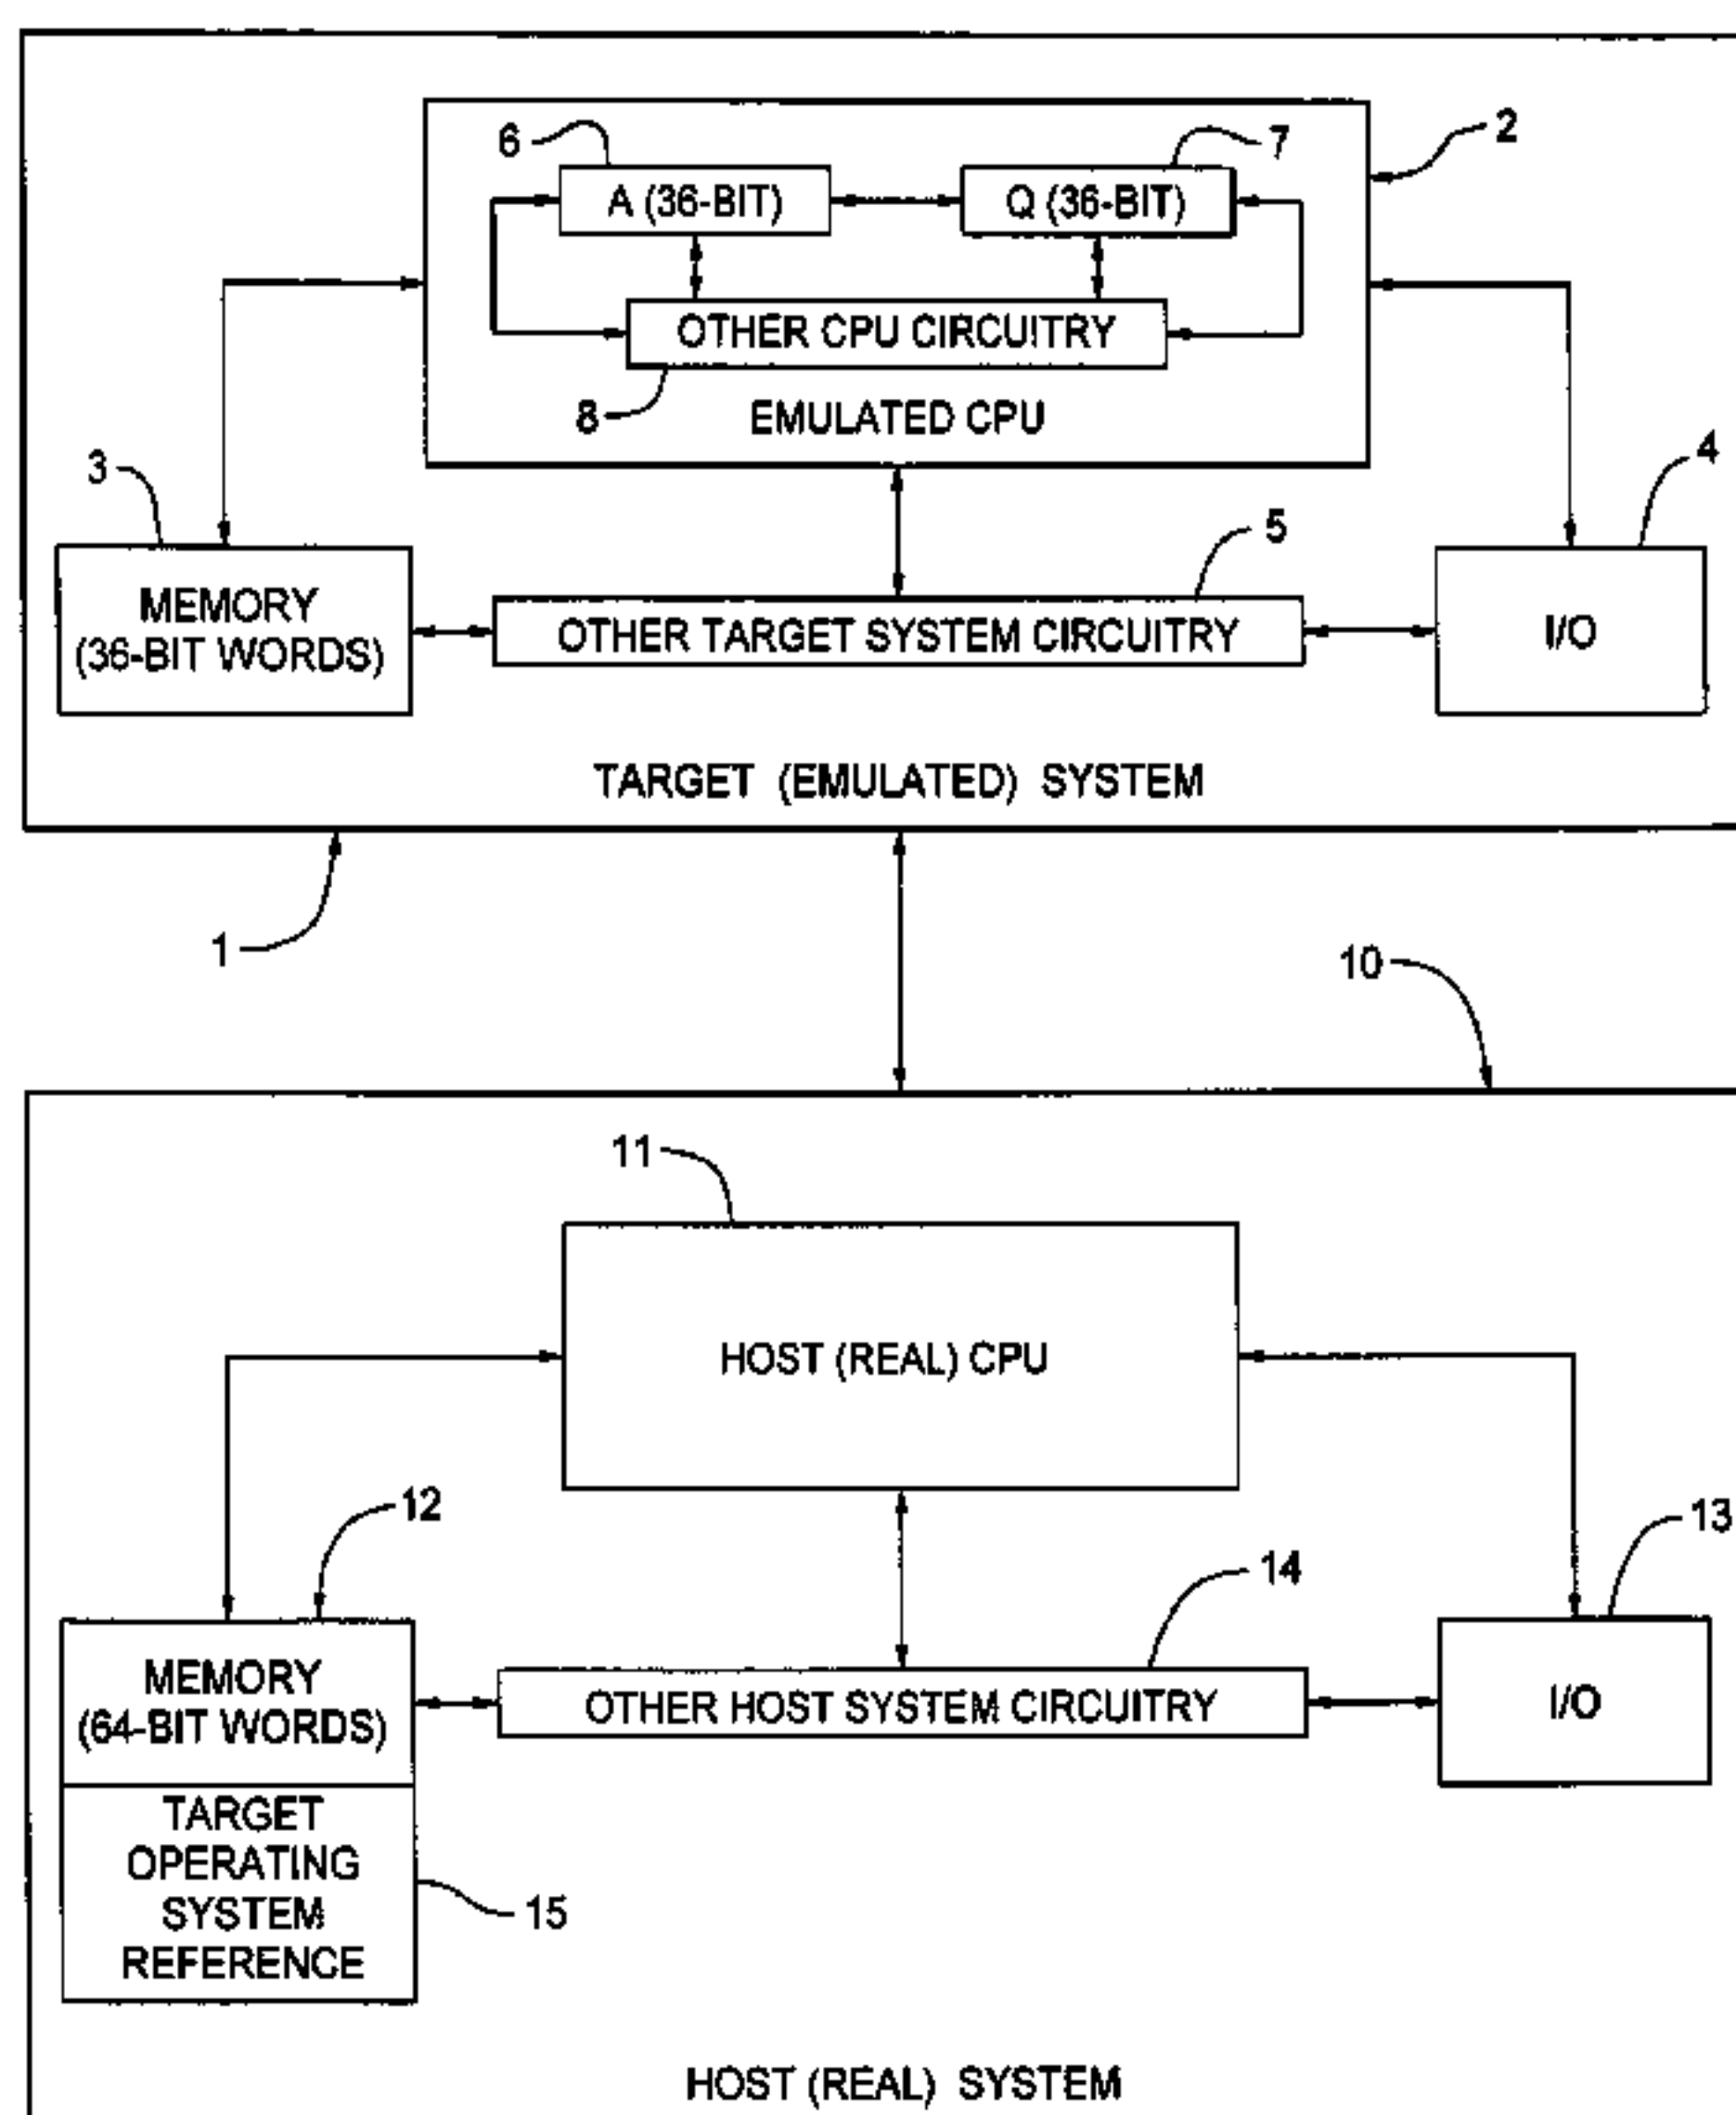 6
7
2
A (36-BIT)
Q (36-BIT)
OTHER CPU CIRCUITRY
8
EMULATED CPU
3
4
5
MEMORY
(36-BIT WORDS)
OTHER TARGET SYSTEM CIRCUITRY
I/O
TARGET (EMULATED) SYSTEM
1
10
11
HOST (REAL) CPU
12
13
14
MEMORY
(64-BIT WORDS)
OTHER HOST SYSTEM CIRCUITRY
I/O
TARGET
OPERATING
SYSTEM
REFERENCE
15
HOST (REAL) SYSTEM